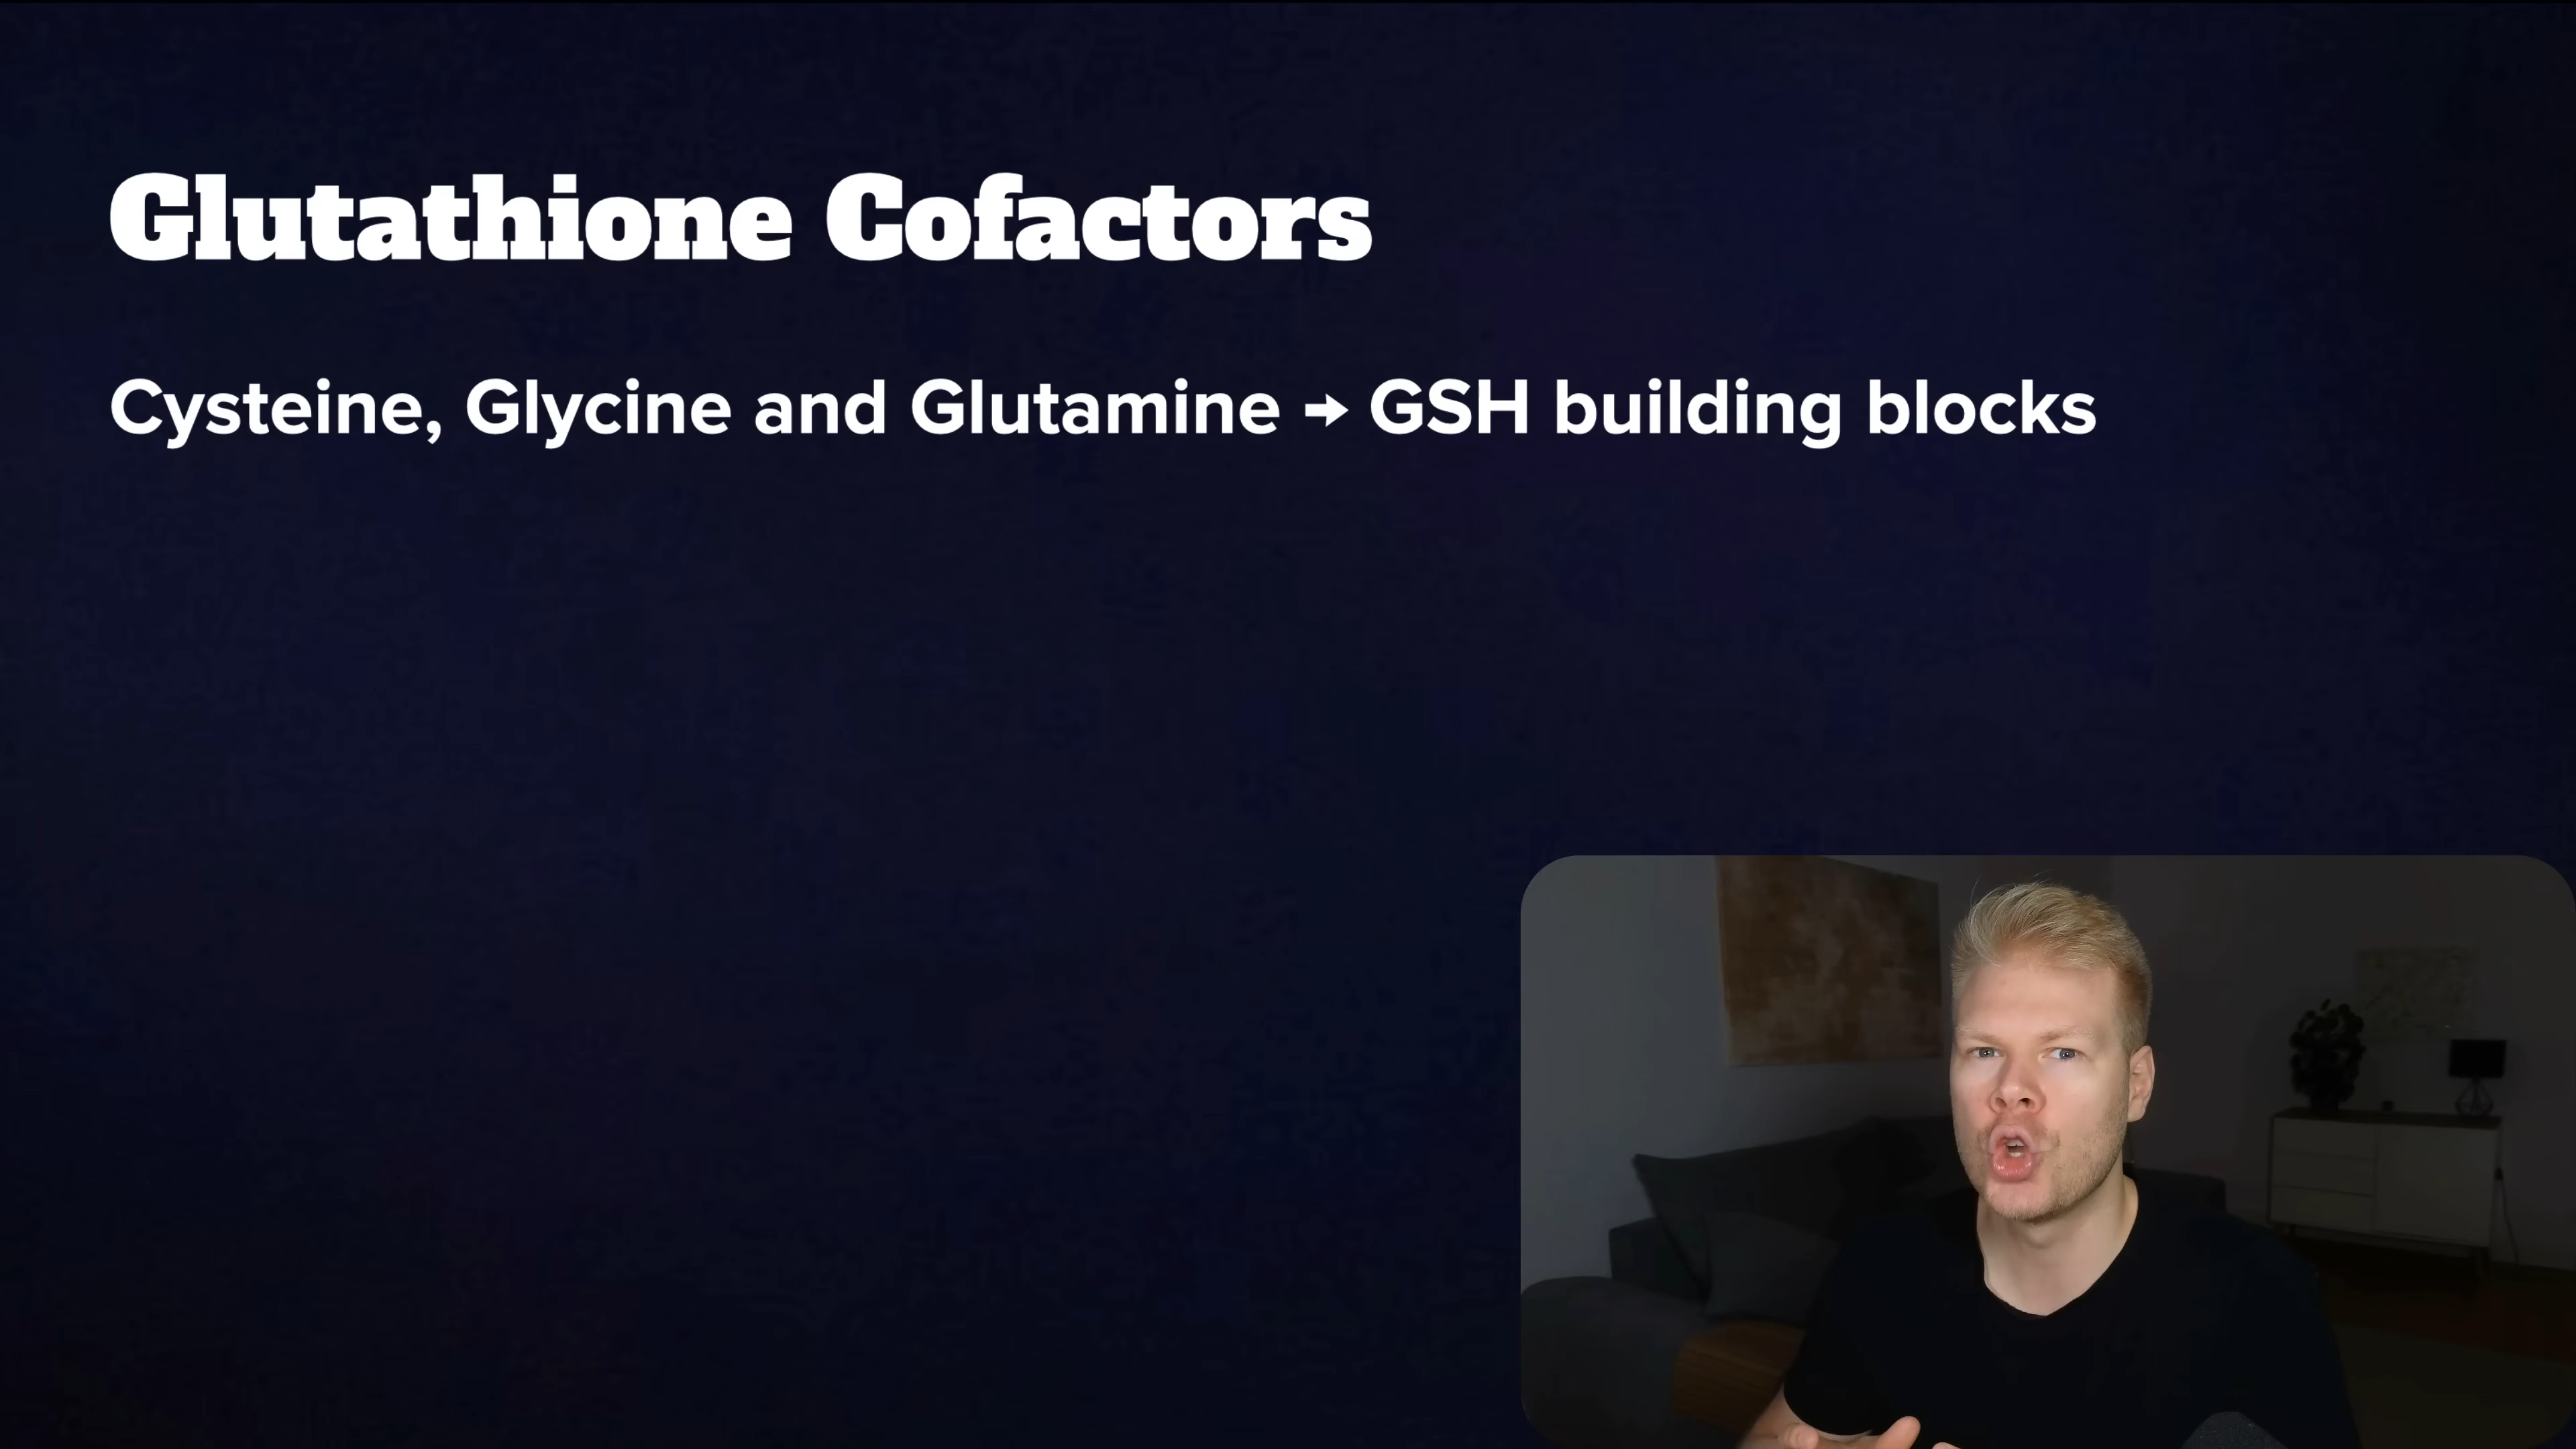 Glutathione Cofactors
Cysteine, Glycine and Glutamine → GSH building blocks